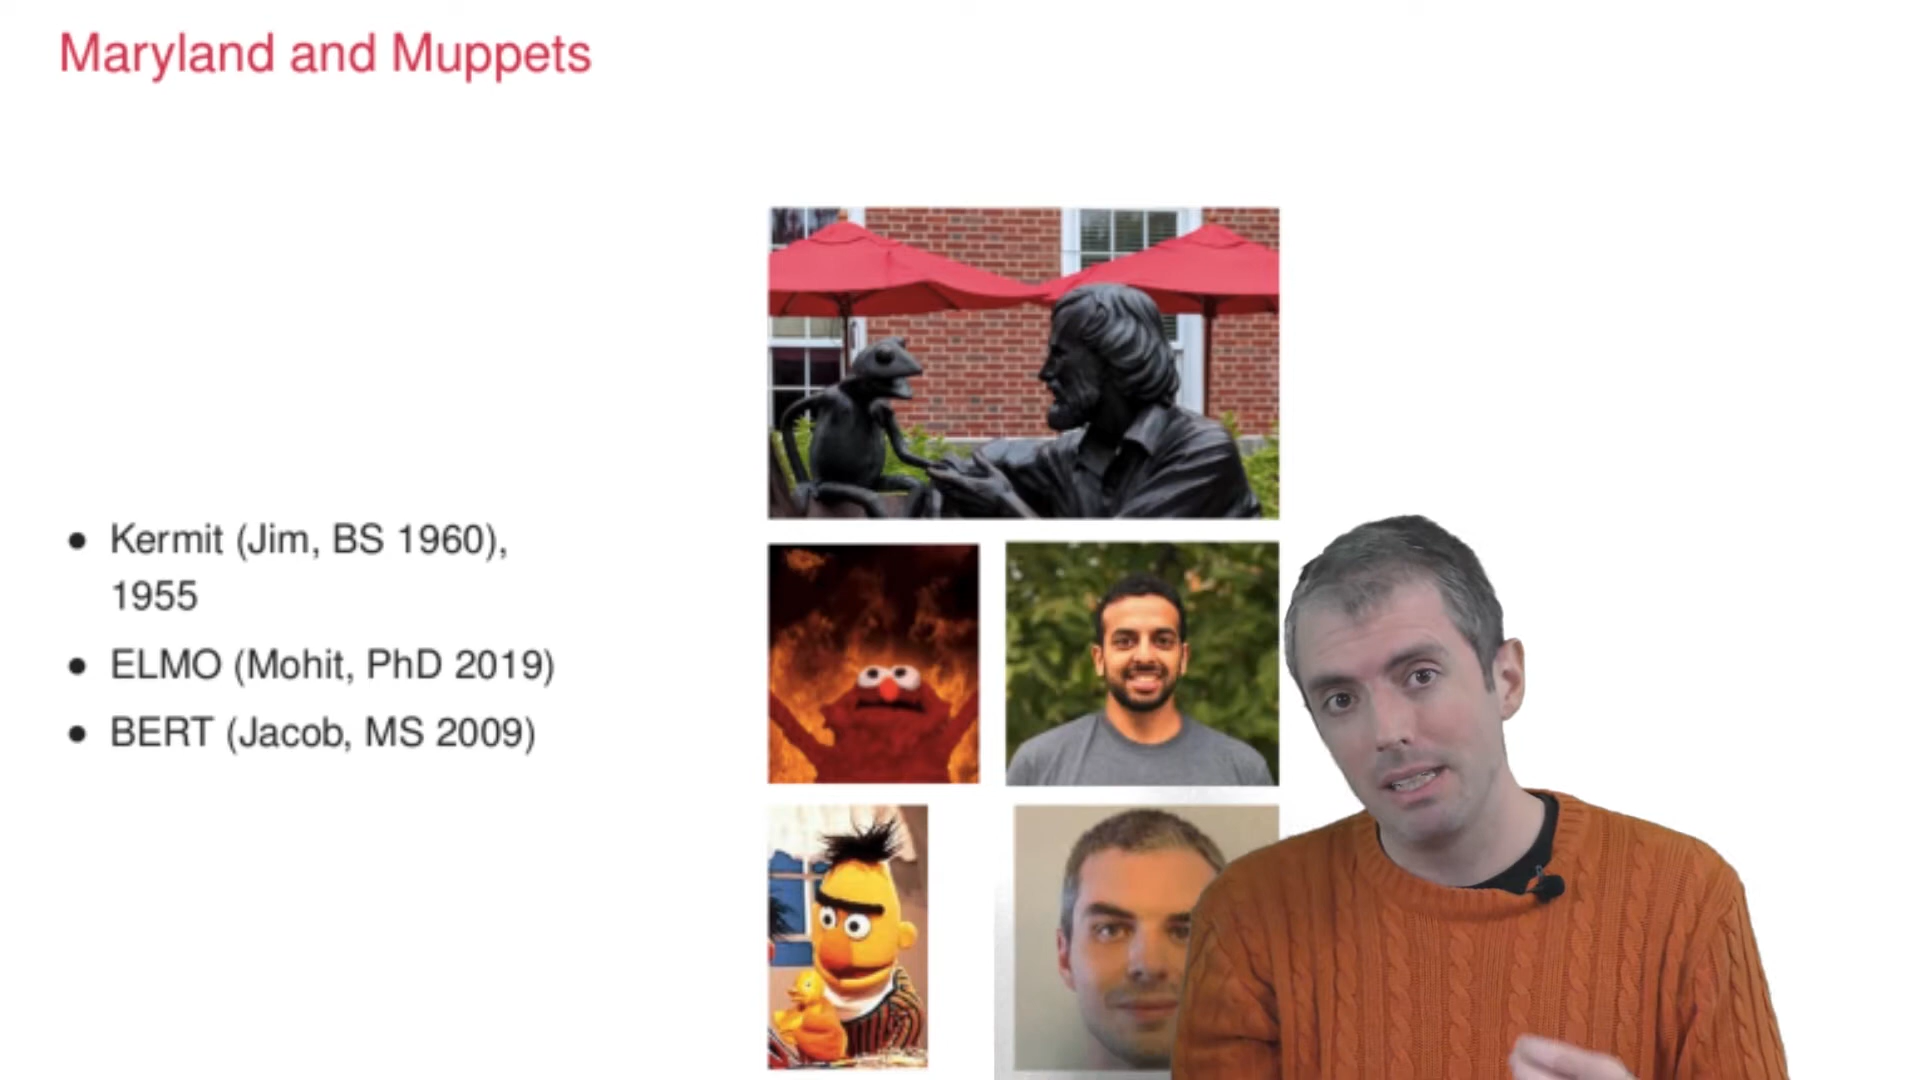 Maryland and Muppets
• Kermit (Jim, BS 1960),
1955
• ELMO (Mohit, PhD 2019)
• BERT (Jacob, MS 2009)